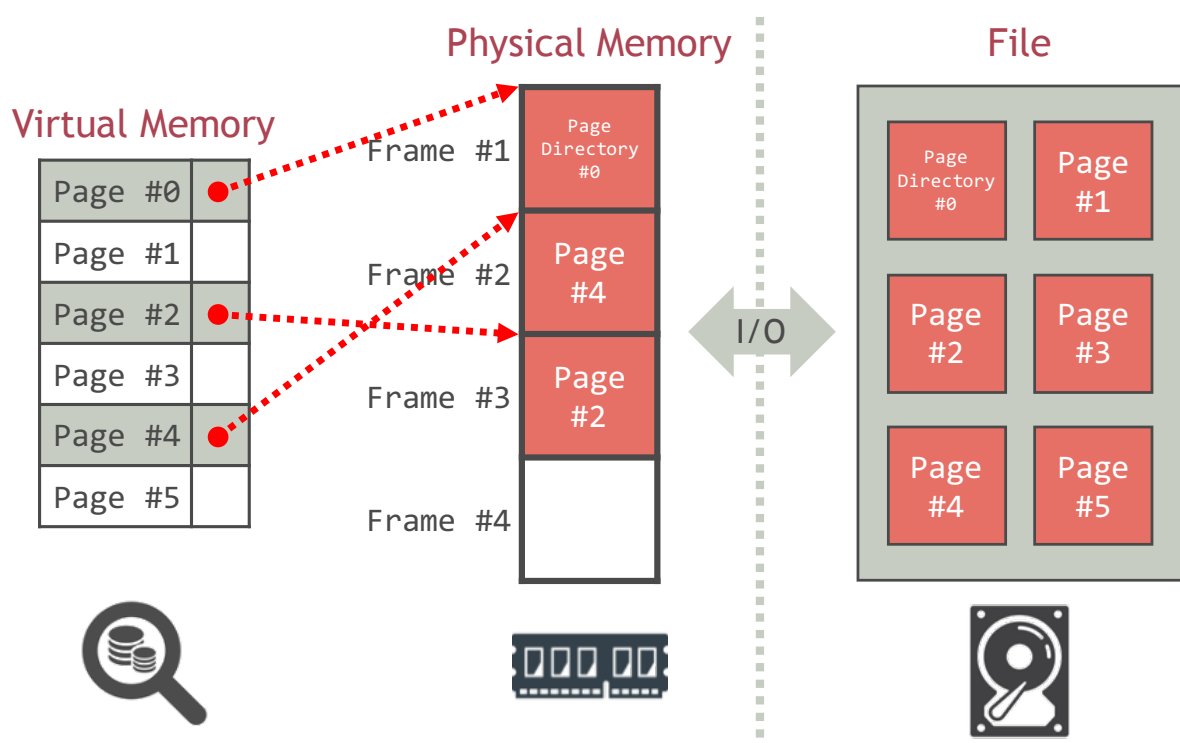 Virtual Memory
Page #0
Page #1
Page #2
Page #3
Page #4
Page #5
Physical Memory
Frame #1
Page
Directory
#0
Frame #2
Page
#4
Frame #3
Page
#2
Frame #4
I/O
File
Page
Directory
#0
Page
#1
Page
#2
Page
#3
Page
#4
Page
#5